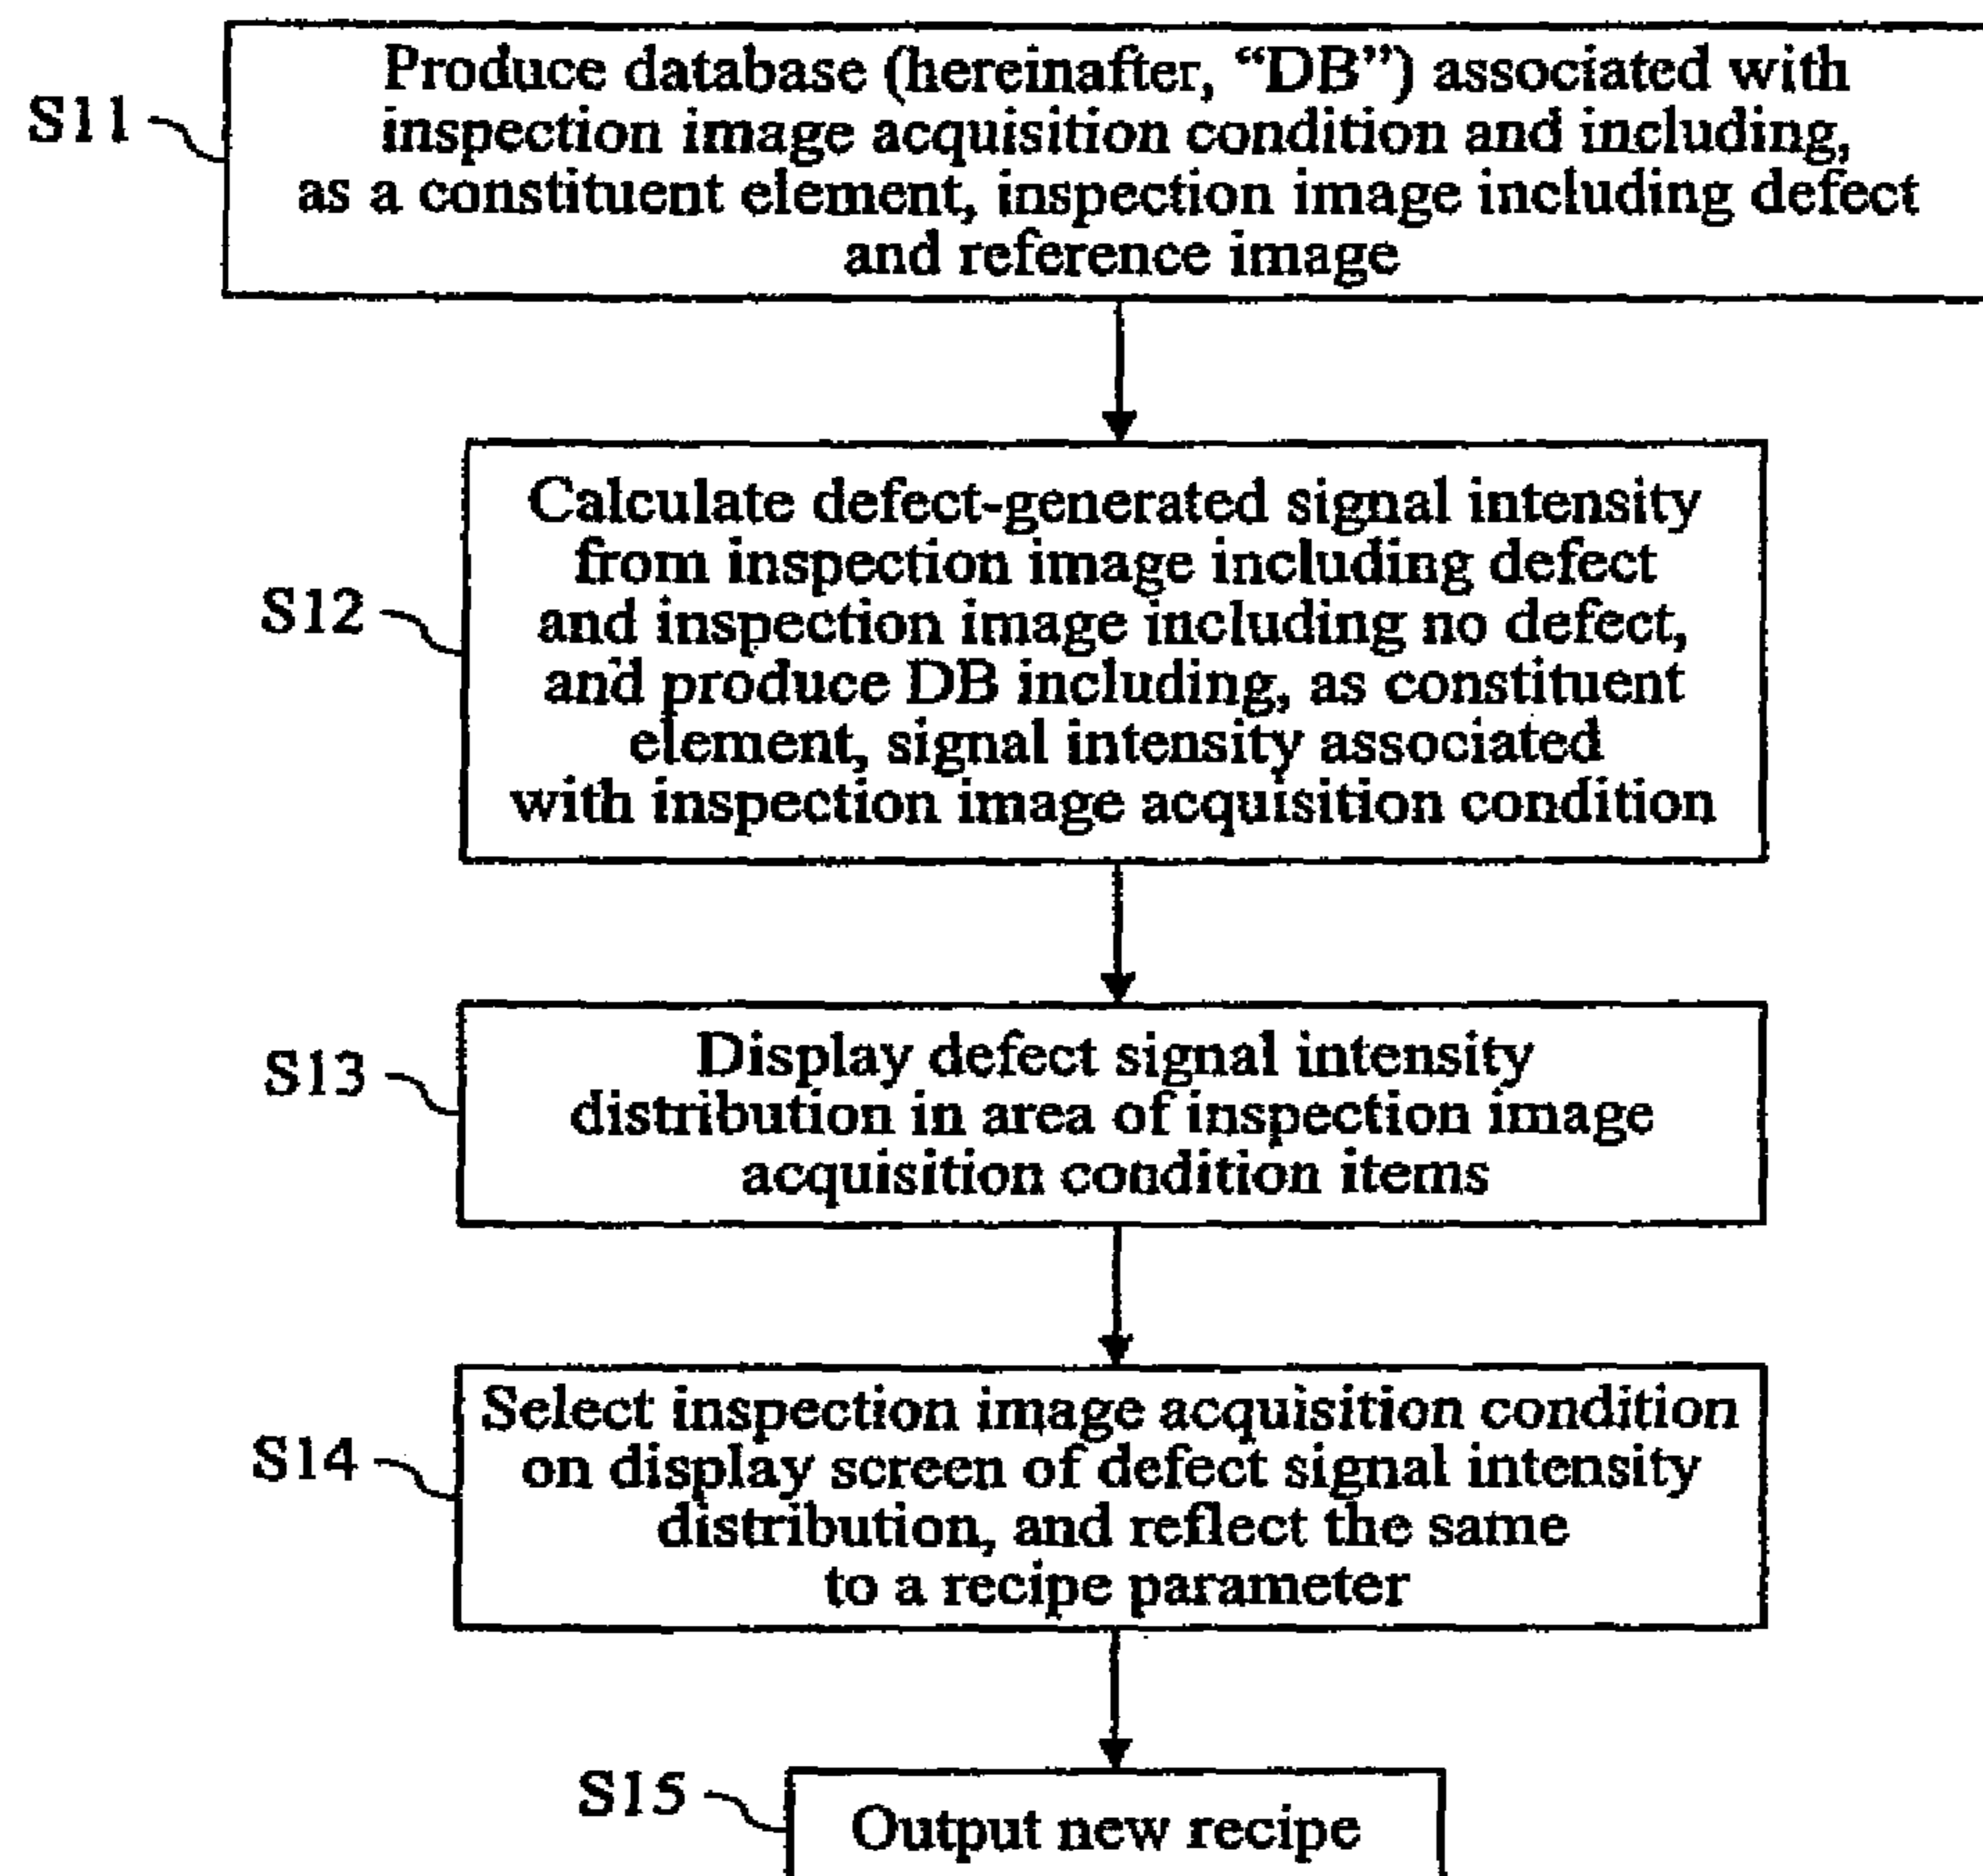 Produce database (hereinafter, “DB”) associated with
inspection image acquisition condition and including,
as a constituent element, inspection image including defect
and reference image
S11
Calculate defect-generated signal intensity
from inspection image including defect
and inspection image including no defect,
and produce DB including, as constituent
element, signal intensity associated
with inspection image acquisition condition
S12
Display defect signal intensity
distribution in area of inspection image
acquisition condition items
S13
Select inspection image acquisition condition
on display screen of defect signal intensity
distribution, and reflect the same
to a recipe parameter
S14
S15
Output new recipe